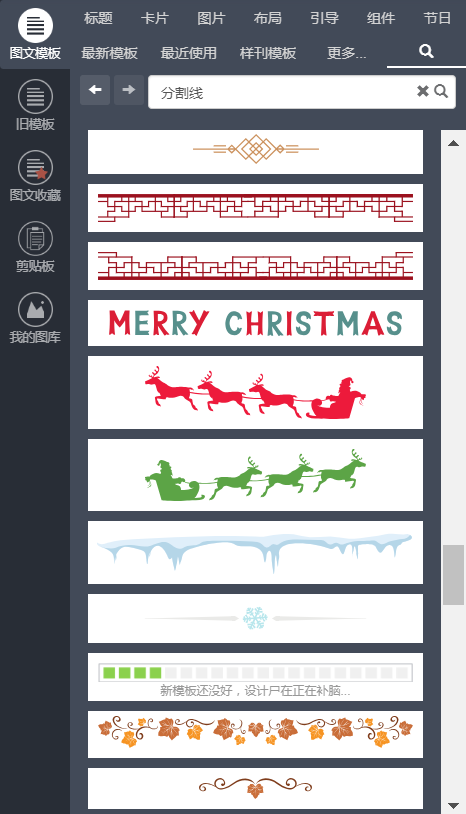 标题 卡片 图片 布局 引导 组件 节日
图文模板 最新模板 最近使用 样刊模板 更多...
分割线
旧模板
图文收藏
剪贴板
我的图库
MERRY CHRISTMAS
新模板还没好，设计尸在正在补脑...